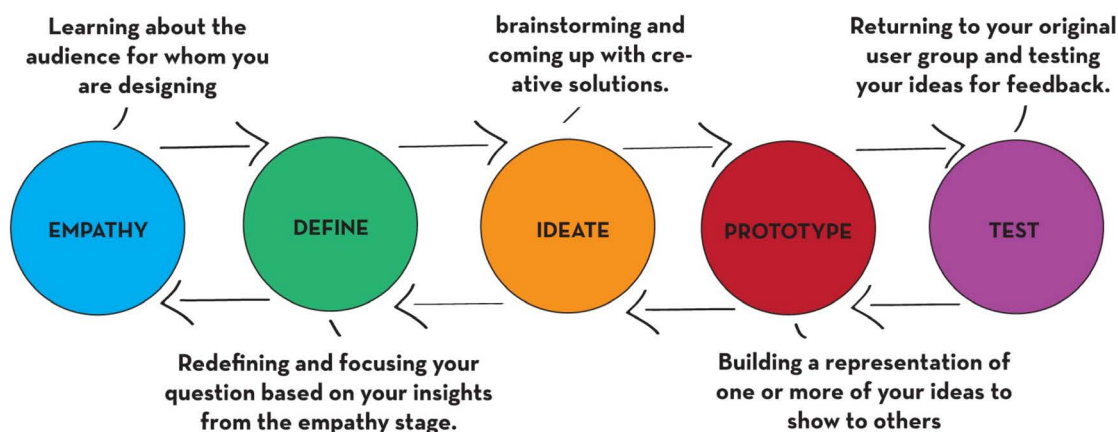 Learning about the
audience for whom you
are designing
brainstorming and
coming up with cre-
ative solutions.
Returning to your original
user group and testing
your ideas for feedback.
EMPATHY
DEFINE
IDEATE
PROTOTYPE
TEST
Redefining and focusing your
question based on your insights
from the empathy stage.
Building a representation of
one or more of your ideas to
show to others